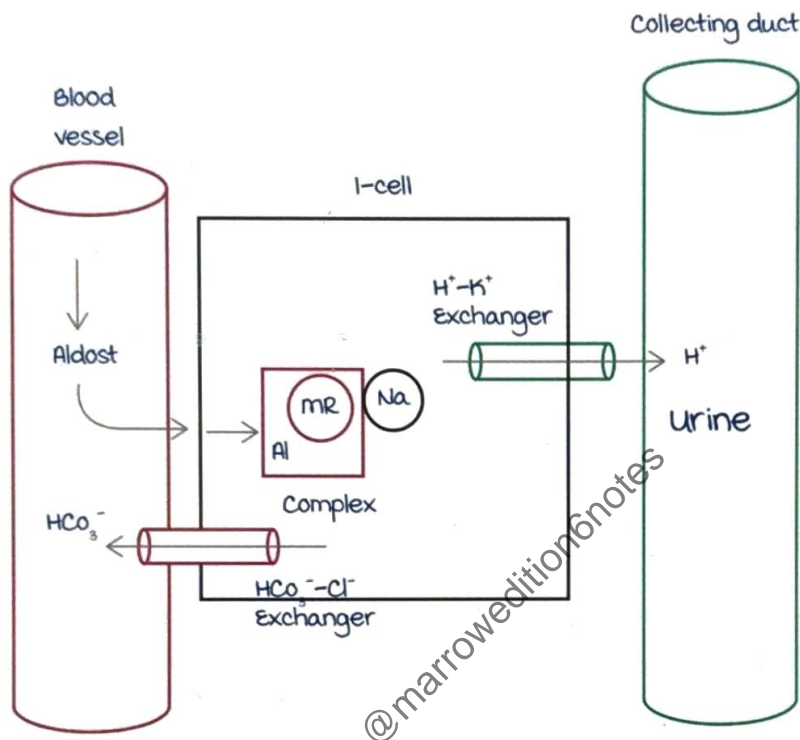 Collecting duct
Blood
vessel
I-cell
H⁺-K⁺
Exchanger
Aldost
H⁺
MR
Na
Urine
Al
Complex
HCO₃⁻
HCO₃⁻-Cl⁻
Exchanger
@marrowedition6notes